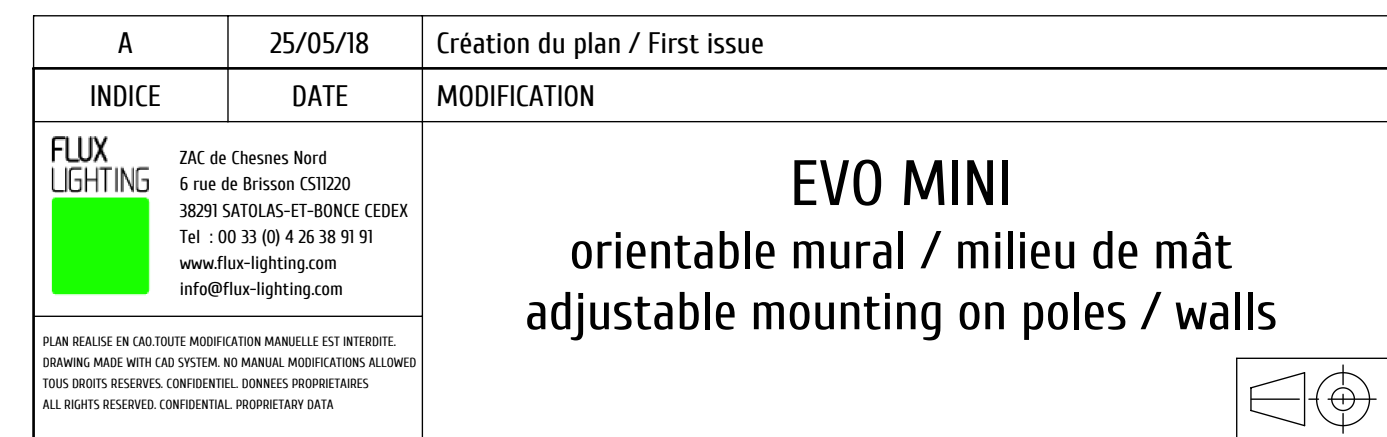 A 25/05/18 Création du plan / First issue
INDICE DATE MODIFICATION
FLUX
LIGHTING
ZAC de Chesnes Nord
6 rue de Brisson CS11220
38291 SATOLAS-ET-BONCE CEDEX
Tel : 00 33 (0) 4 26 38 91 91
www.flux-lighting.com
info@flux-lighting.com
PLAN REALISE EN CAO.TOUTE MODIFICATION MANUELLE EST INTERDITE.
DRAWING MADE WITH CAD SYSTEM. NO MANUAL MODIFICATIONS ALLOWED
TOUS DROITS RESERVES. CONFIDENTIEL. DONNEES PROPRIETAIRES
ALL RIGHTS RESERVED. CONFIDENTIAL. PROPRIETARY DATA
EVO MINI
orientable mural / milieu de mât
adjustable mounting on poles / walls